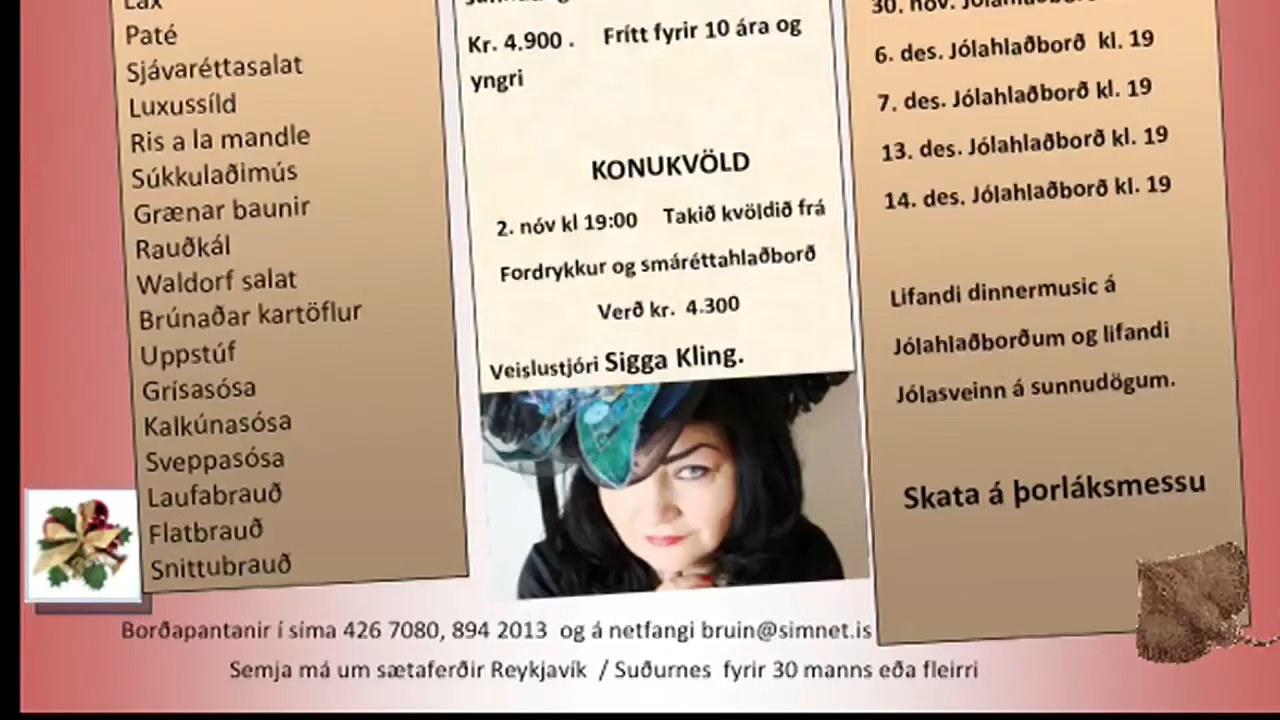 Lax
Paté
Sjávaréttasalat
Luxussíld
Ris a la mandle
Súkkulaðimús
Grænar baunir
Rauðkál
Waldorf salat
Brúnaðar kartöflur
Uppstúf
Grísasósa
Kalkúnasósa
Sveppasósa
Laufabrauð
Flatbrauð
Snittubrauð
Kr. 4.900 . Frítt fyrir 10 ára og
yngri
KONUKVÖLD
2. nóv kl 19:00 Takið kvöldið frá
Fordrykkur og smáréttahlaðborð
Verð kr. 4.300
Veislustjóri Sigga Kling.
30. nóv.
6. des. Jólahlaðborð kl. 19
7. des. Jólahlaðborð kl. 19
13. des. Jólahlaðborð kl. 19
14. des. Jólahlaðborð kl. 19
Lifandi dinnermusic á
Jólahlaðborðum og lifandi
Jólasveinn á sunnudögum.
Skata á þorláksmessu
Borðapantanir í síma 426 7080, 894 2013 og á netfangi bruin@simnet.is
Semja má um sætaferðir Reykjavík / Suðurnes fyrir 30 manns eða fleirri